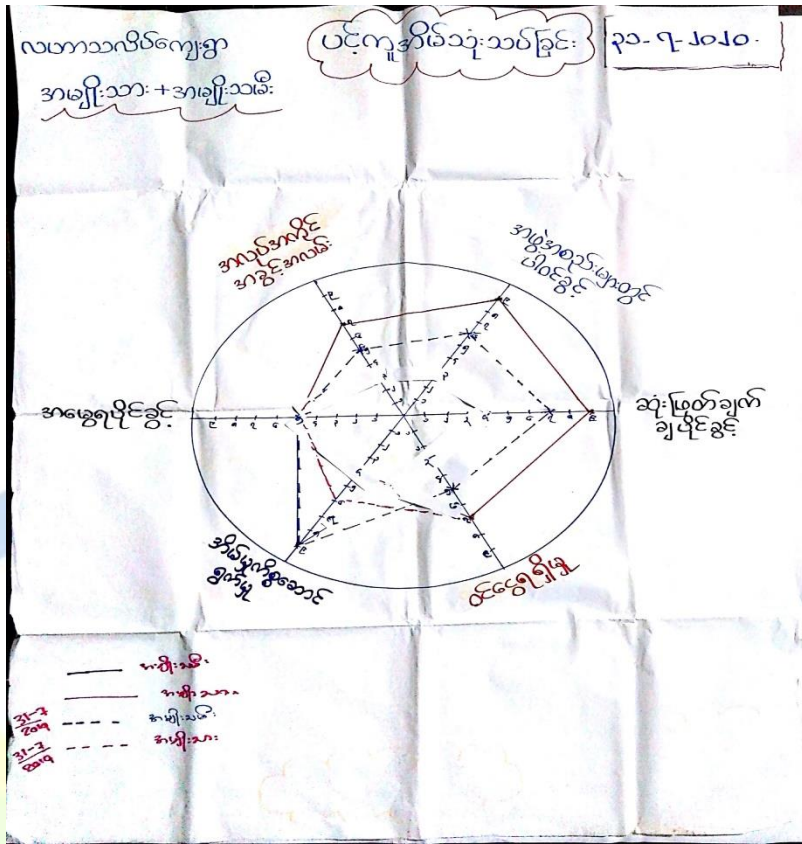 လဟာသလိပ်ကျေးရွာ
အမျိုးသား+အမျိုးသမီး
ပင့်ကူအိမ်သုံးသပ်ခြင်း
၃၁-၇-၂၀၂၀.
အလုပ်အကိုင်
အခွင့်အလမ်း
အဖွဲ့အစည်းများတွင်
ပါဝင်ခွင့်
အမွေရပိုင်ခွင့်
ဆုံးဖြတ်ချက်
ချပိုင်ခွင့်
အိမ်မှုကိစ္စဆောင်
ရွက်မှု
ဝင်ငွေရရှိမှု
အမျိုးသမီး
အမျိုးသား
31-7
2019
အမျိုးသမီး
31-7
2019
အမျိုးသား